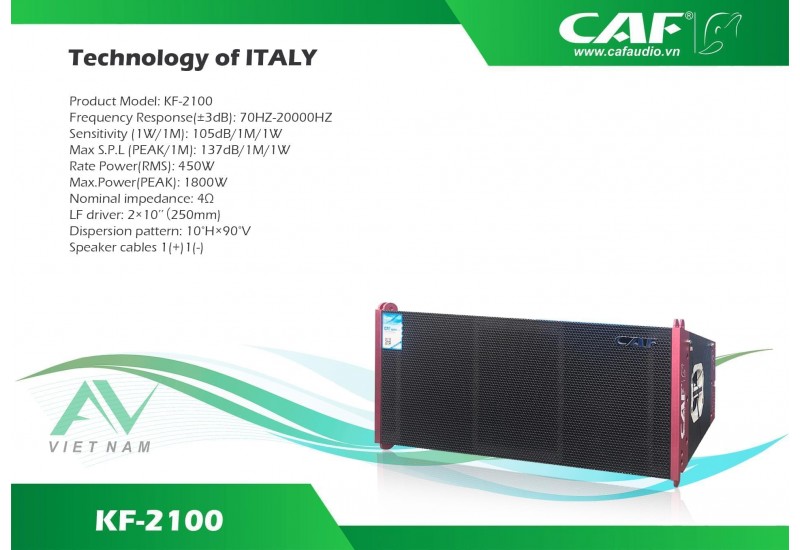 CAF®
www.cafaudio.vn
Technology of ITALY
Product Model: KF-2100
Frequency Response(±3dB): 70HZ-20000HZ
Sensitivity (1W/1M): 105dB/1M/1W
Max S.P.L (PEAK/1M): 137dB/1M/1W
Rate Power(RMS): 450W
Max.Power(PEAK): 1800W
Nominal impedance: 4Ω
LF driver: 2×10’’ (250mm)
Dispersion pattern: 10°H×90°V
Speaker cables 1(+)1(-)
CAF
CAF
AV
VIET NAM
KF-2100